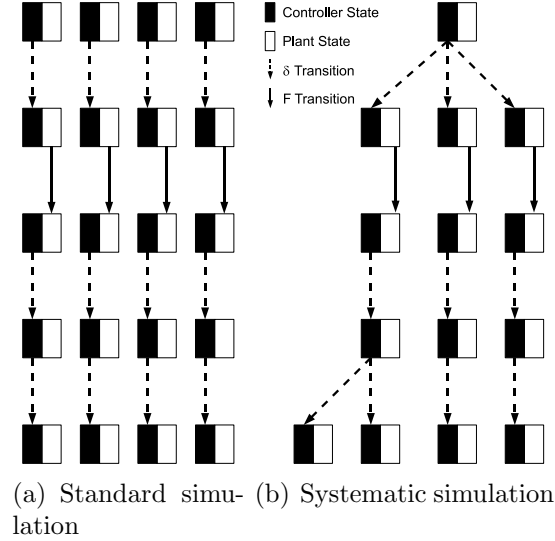 Controller State
Plant State
δ Transition
F Transition
(a) Standard simu-
lation
(b) Systematic simulation